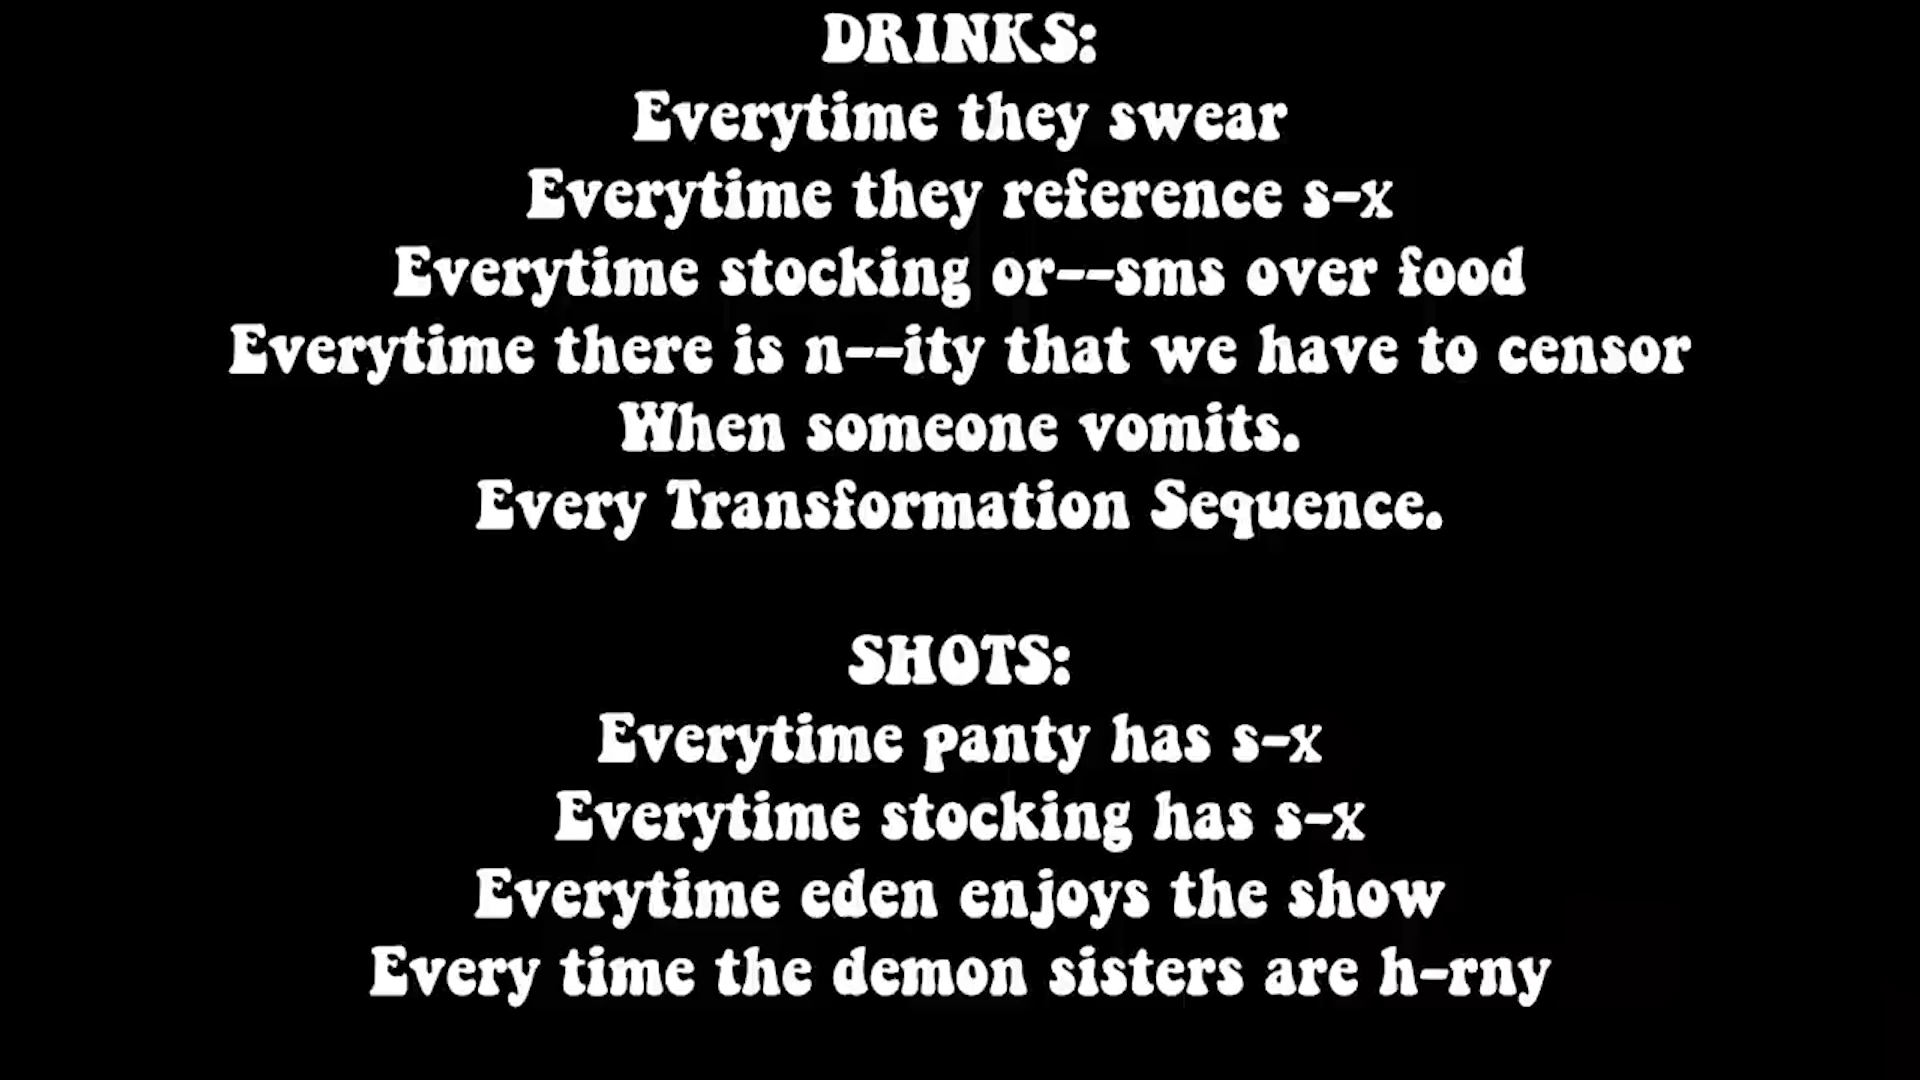 DRINKS:
Everytime they swear
Everytime they reference s-x
Everytime stocking or--sms over food
Everytime there is n--ity that we have to censor
When someone vomits.
Every Transformation Sequence.
SHOTS:
Everytime panty has s-x
Everytime stocking has s-x
Everytime eden enjoys the show
Every time the demon sisters are h-rny